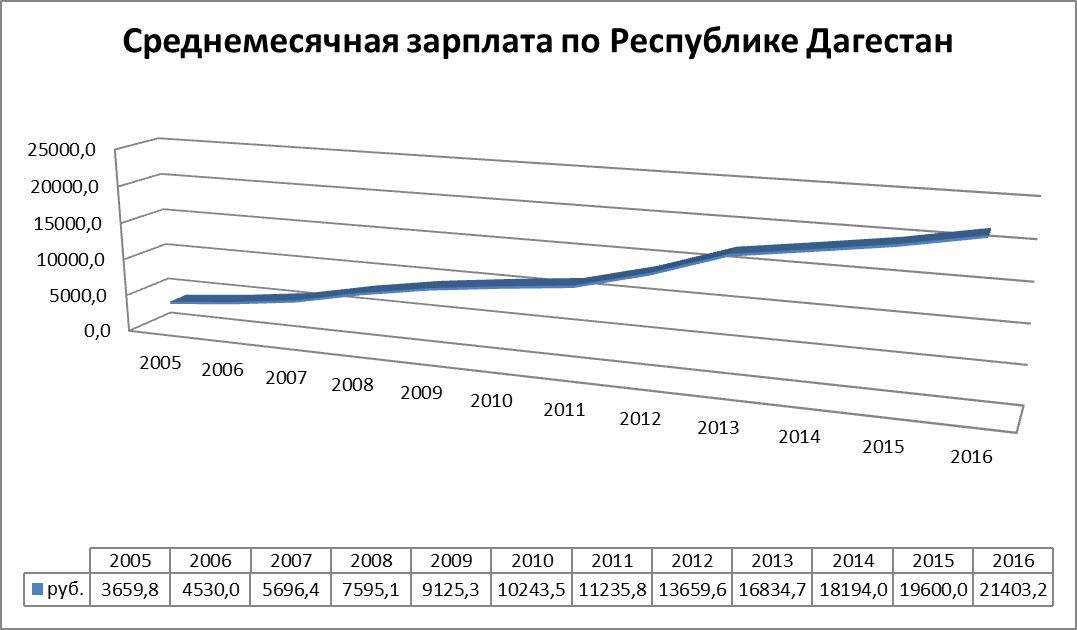 Среднемесячная зарплата по Республике Дагестан
25000,0
20000,0
15000,0
10000,0
5000,0
0,0
2005 2006 2007 2008 2009 2010 2011 2012 2013 2014 2015 2016
2005 2006 2007 2008 2009 2010 2011 2012 2013 2014 2015 2016
руб. 3659,8 4530,0 5696,4 7595,1 9125,3 10243,5 11235,8 13659,6 16834,7 18194,0 19600,0 21403,2